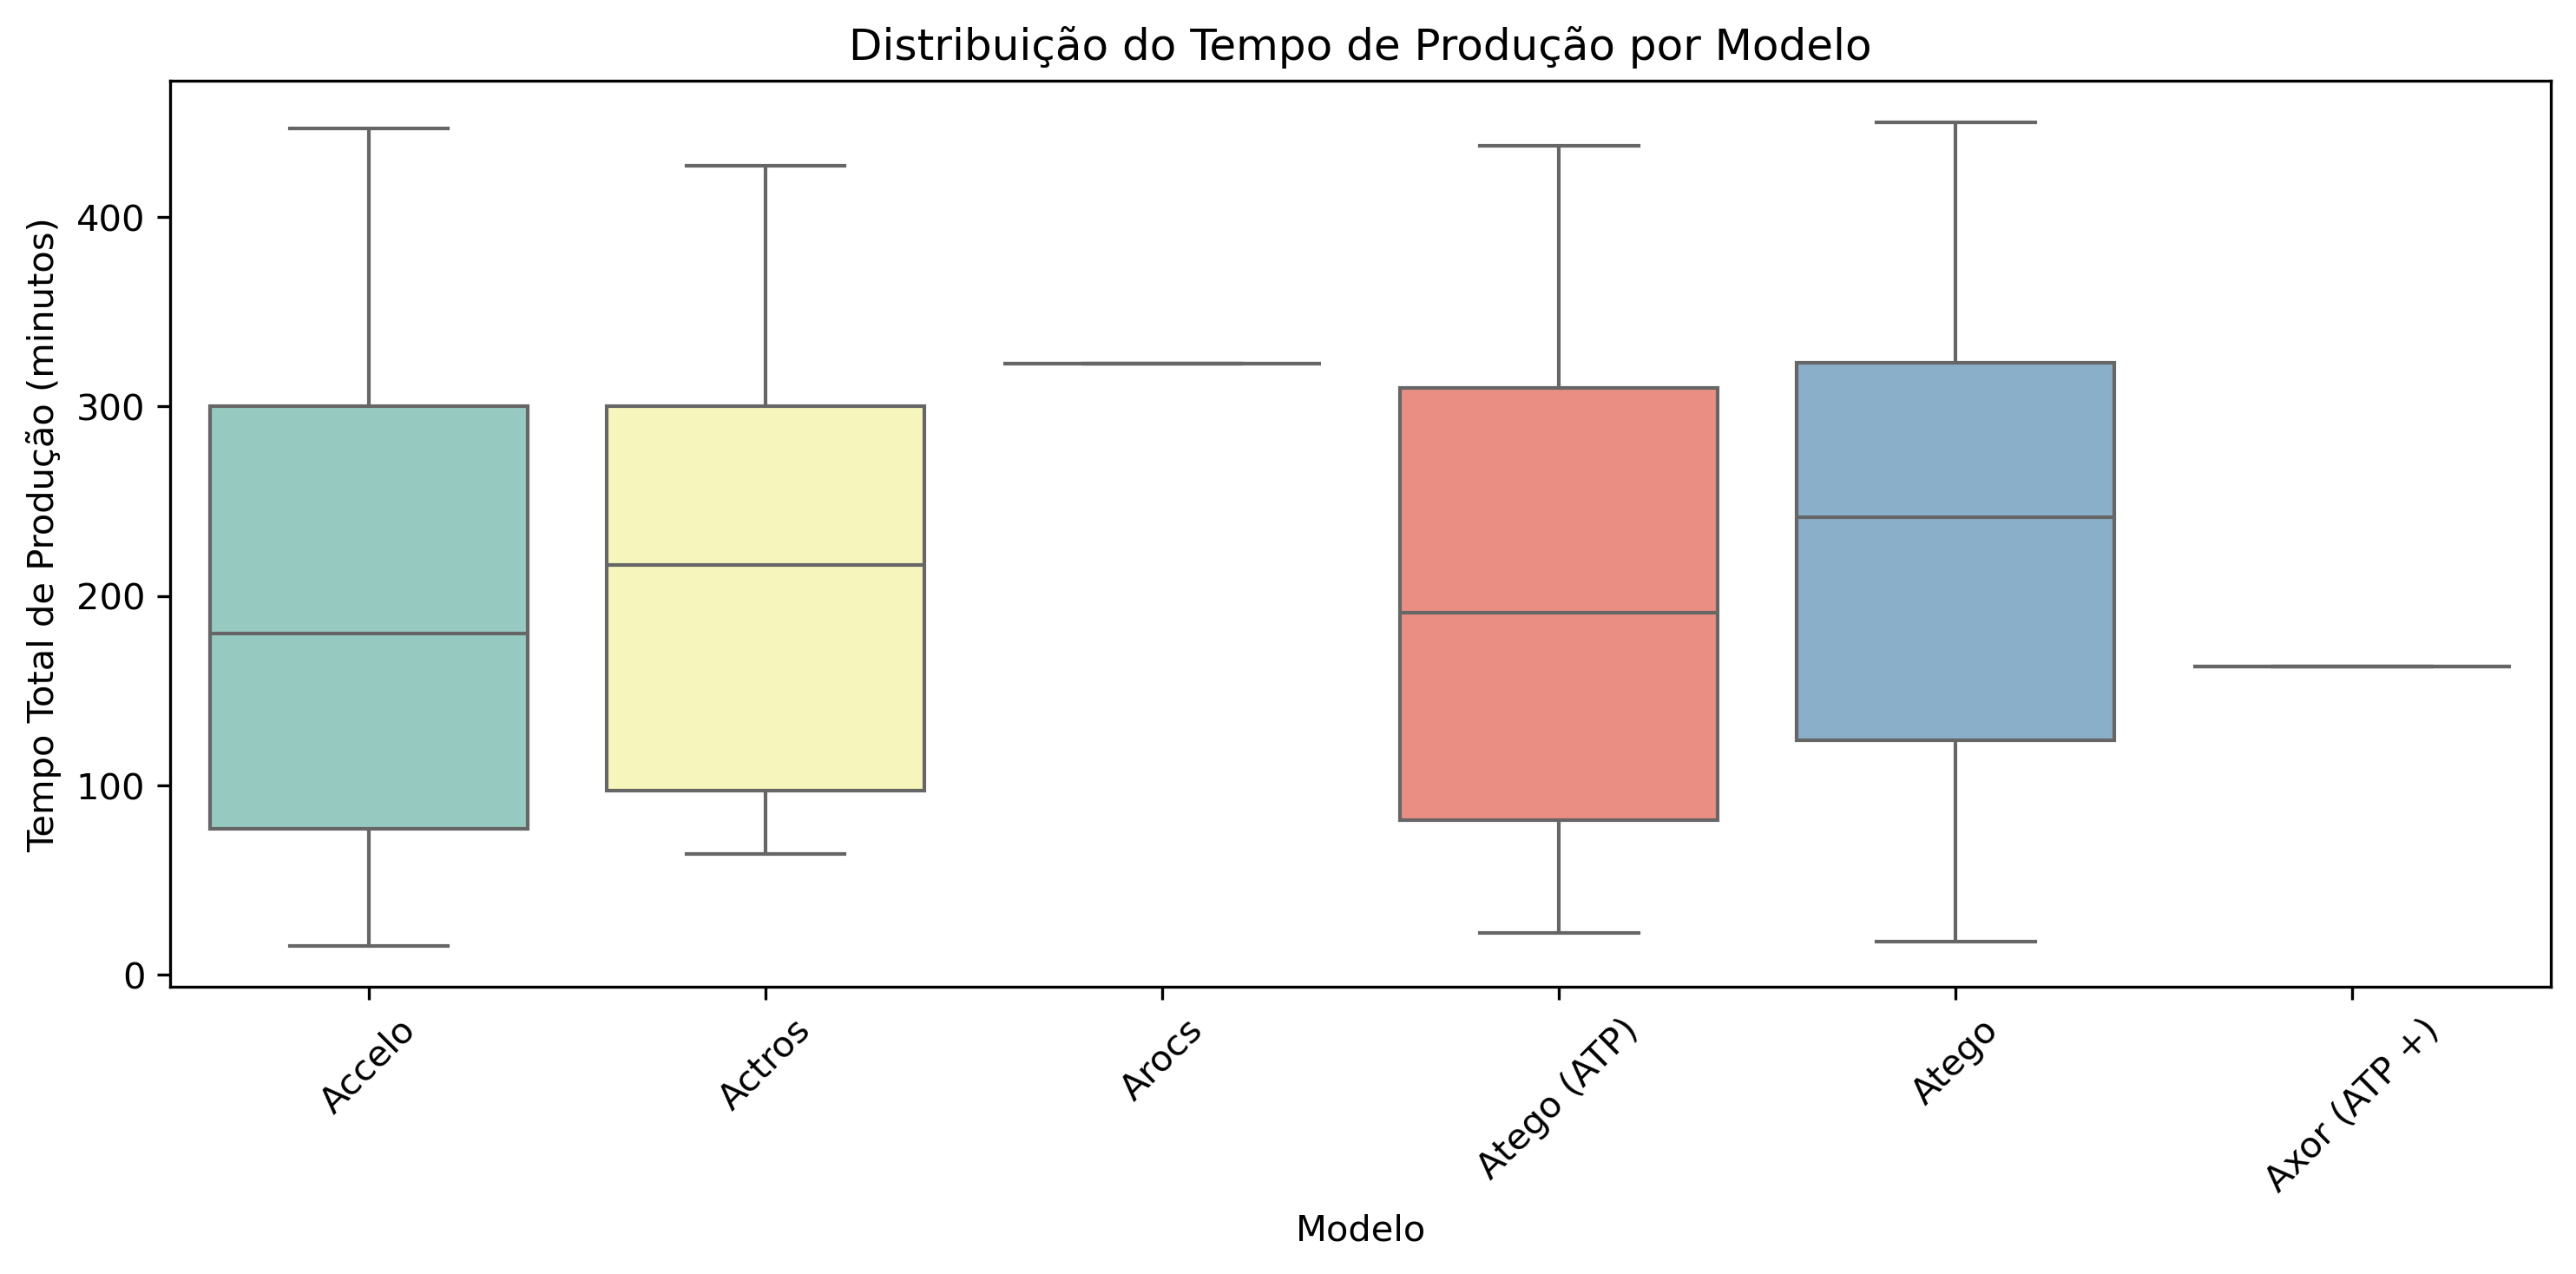 Distribuição do Tempo de Produção por Modelo
Tempo Total de Produção (minutos)
400
300
200
100
0
Accelo
Actros
Arocs
Atego (ATP)
Atego
Axor (ATP +)
Modelo